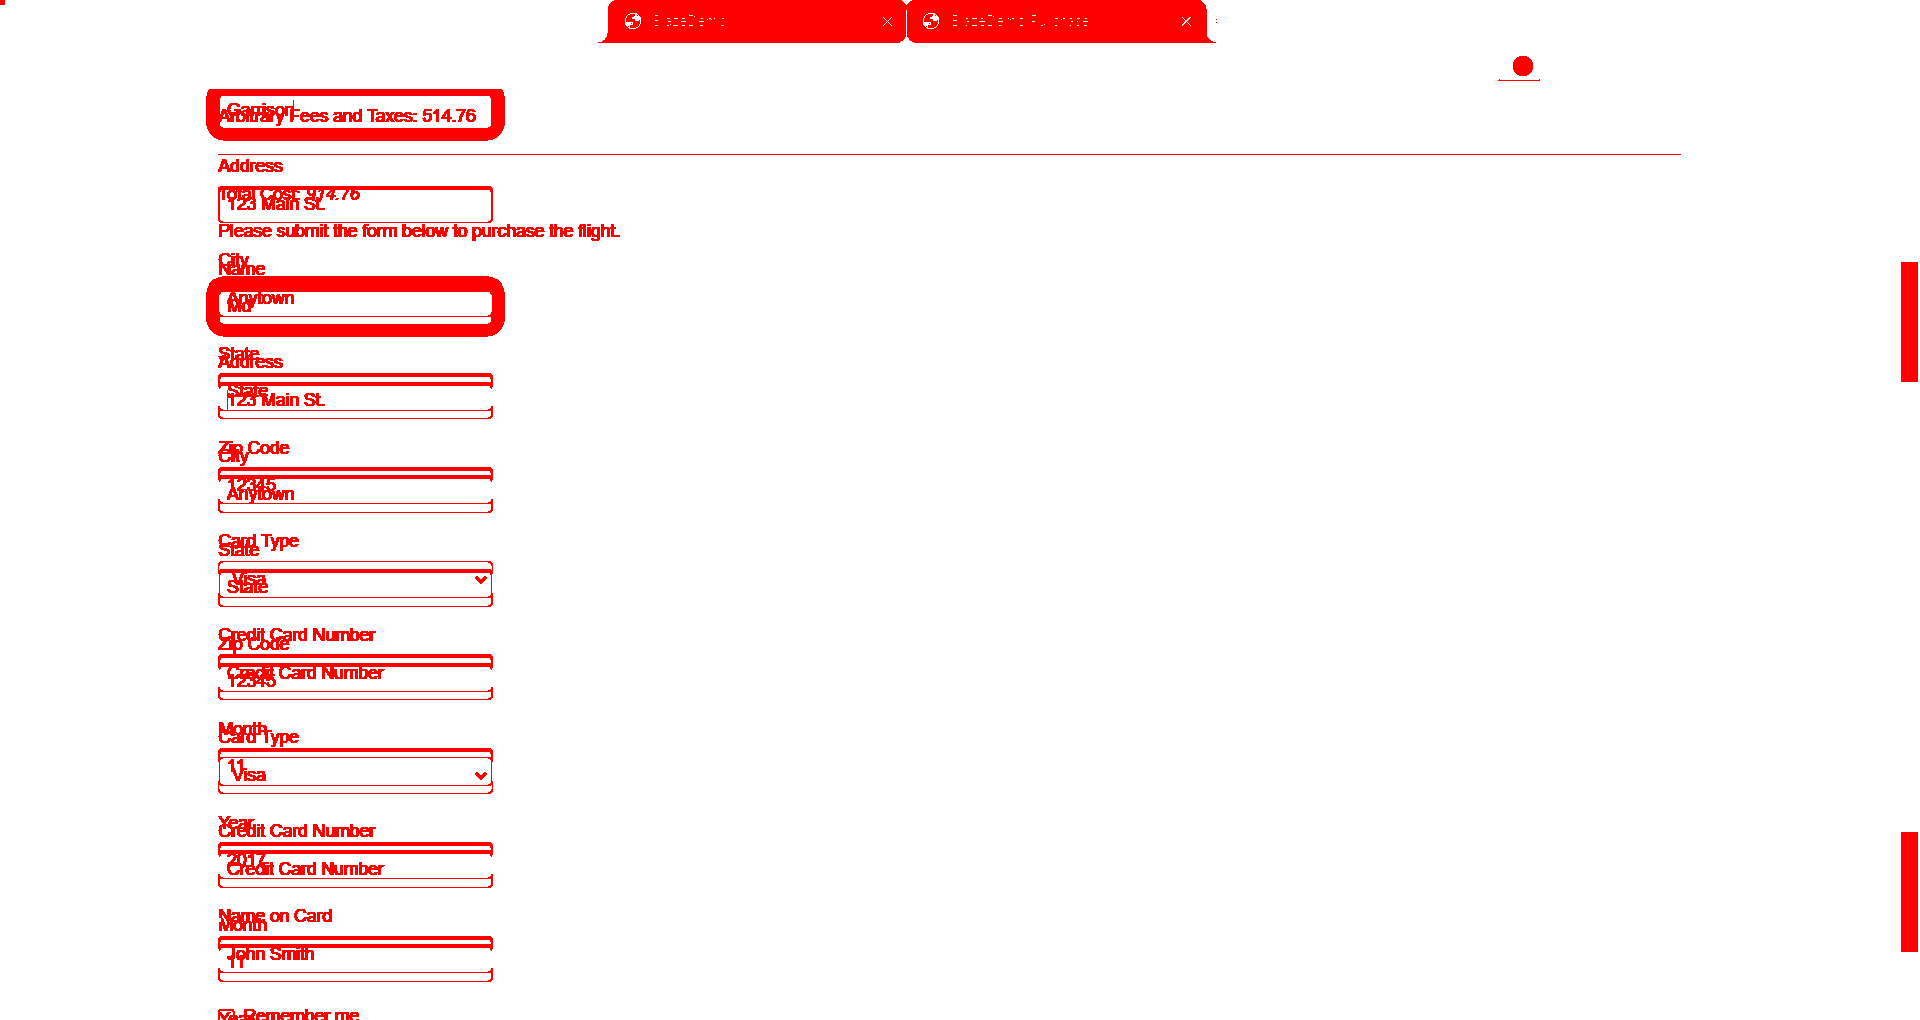 BlazeDemo
BlazeDemo Purchase
Garrison
Arbitrary Fees and Taxes: 514.76
Address
Total Cost: 914.76
123 Main St.
Please submit the form below to purchase the flight.
City
Name
Anytown
State
Address
State
123 Main St.
Zip Code
City
12345
Anytown
Card Type
State
Visa
State
Credit Card Number
Zip Code
Credit Card Number
12345
Month
Card Type
11
Visa
Year
Credit Card Number
2017
Credit Card Number
Name on Card
Month
John Smith
11
Remember me
Year